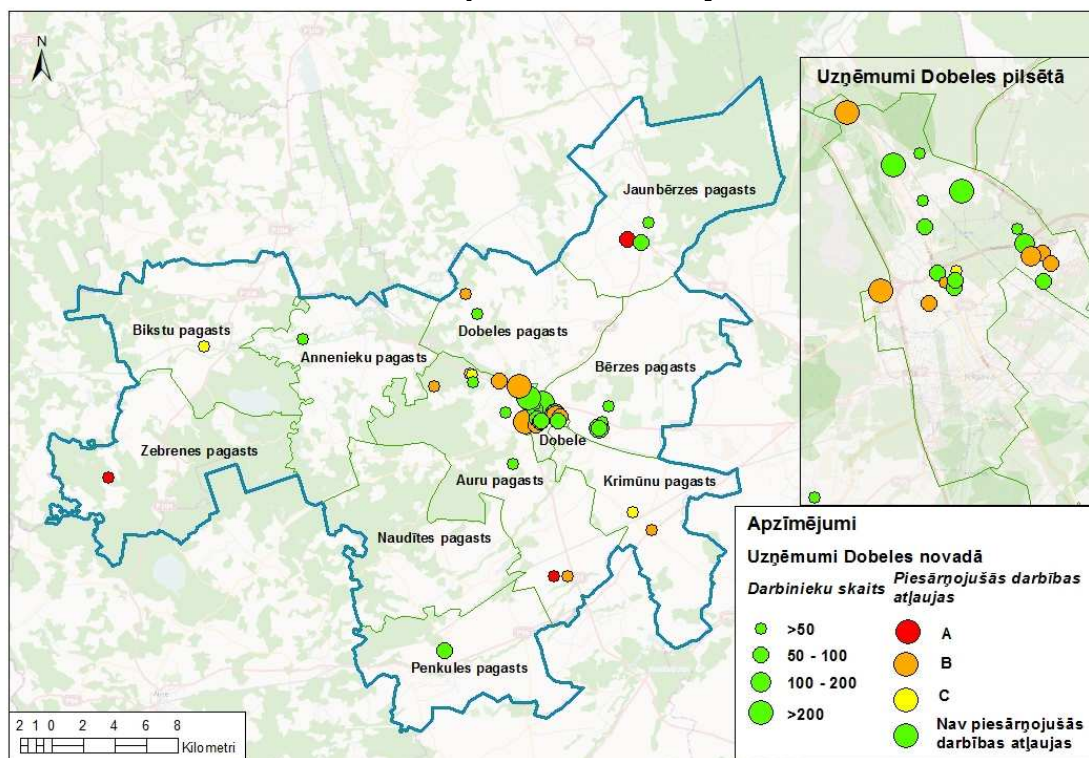 N
Uzņēmumi Dobeles pilsētā
Jaunbērzes pagasts
Bikstu pagasts
Dobeles pagasts
Annenieku pagasts
Bērzes pagasts
Zebrenes pagasts
Dobele
Auru pagasts
Krimūnu pagasts
Naudītes pagasts
Penkules pagasts
2 1 0 2 4 6 8
Kilometri
Apzīmējumi
Uzņēmumi Dobeles novadā
Darbinieku skaits
>50
50 - 100
100 - 200
>200
Piesārņojušās darbības
atļaujas
A
B
C
Nav piesārņojušās
darbības atļaujas